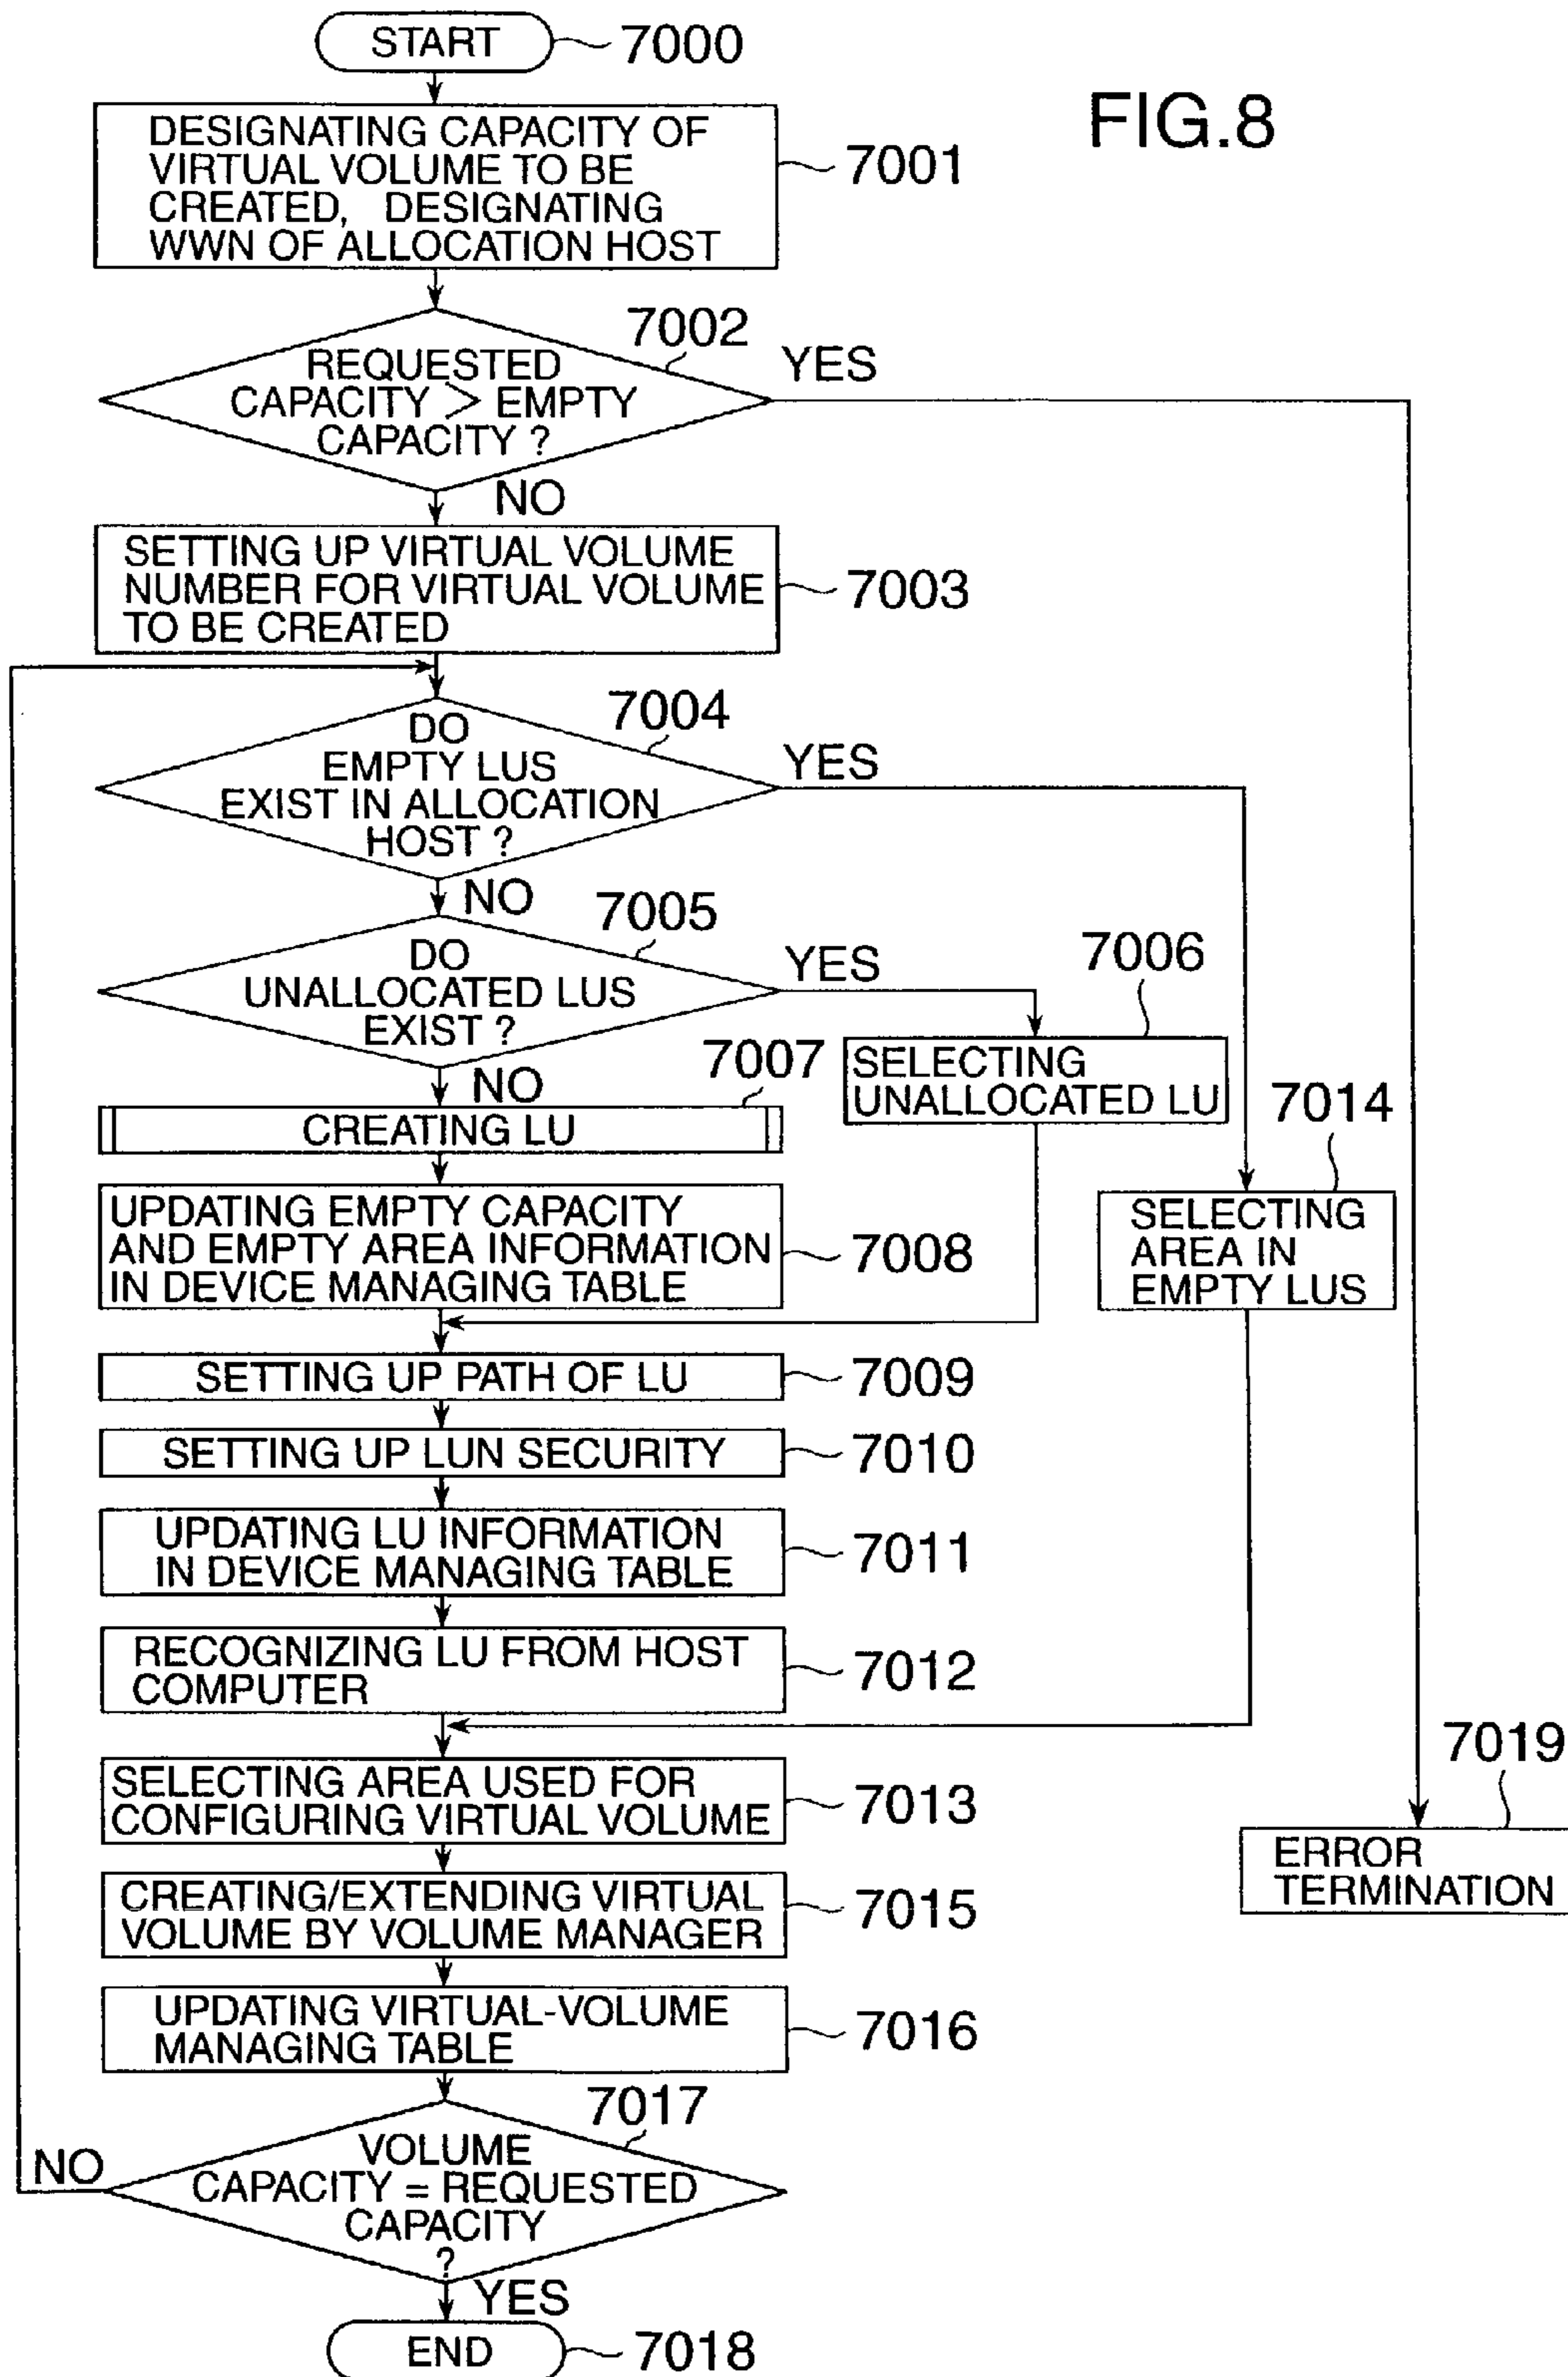 START
7000
FIG.8
DESIGNATING CAPACITY OF
VIRTUAL VOLUME TO BE
CREATED, DESIGNATING
WWN OF ALLOCATION HOST
7001
7002
REQUESTED
CAPACITY > EMPTY
CAPACITY ?
YES
NO
SETTING UP VIRTUAL VOLUME
NUMBER FOR VIRTUAL VOLUME
TO BE CREATED
7003
7004
DO
EMPTY LUS
EXIST IN ALLOCATION
HOST ?
YES
NO
7005
DO
UNALLOCATED LUS
EXIST ?
YES
7006
SELECTING
UNALLOCATED LU
NO
7007
CREATING LU
7014
SELECTING
AREA IN
EMPTY LUS
UPDATING EMPTY CAPACITY
AND EMPTY AREA INFORMATION
IN DEVICE MANAGING TABLE
7008
SETTING UP PATH OF LU
7009
SETTING UP LUN SECURITY
7010
UPDATING LU INFORMATION
IN DEVICE MANAGING TABLE
7011
RECOGNIZING LU FROM HOST
COMPUTER
7012
SELECTING AREA USED FOR
CONFIGURING VIRTUAL VOLUME
7013
7019
ERROR
TERMINATION
CREATING/EXTENDING VIRTUAL
VOLUME BY VOLUME MANAGER
7015
UPDATING VIRTUAL-VOLUME
MANAGING TABLE
7016
7017
VOLUME
CAPACITY = REQUESTED
CAPACITY
?
NO
YES
END
7018